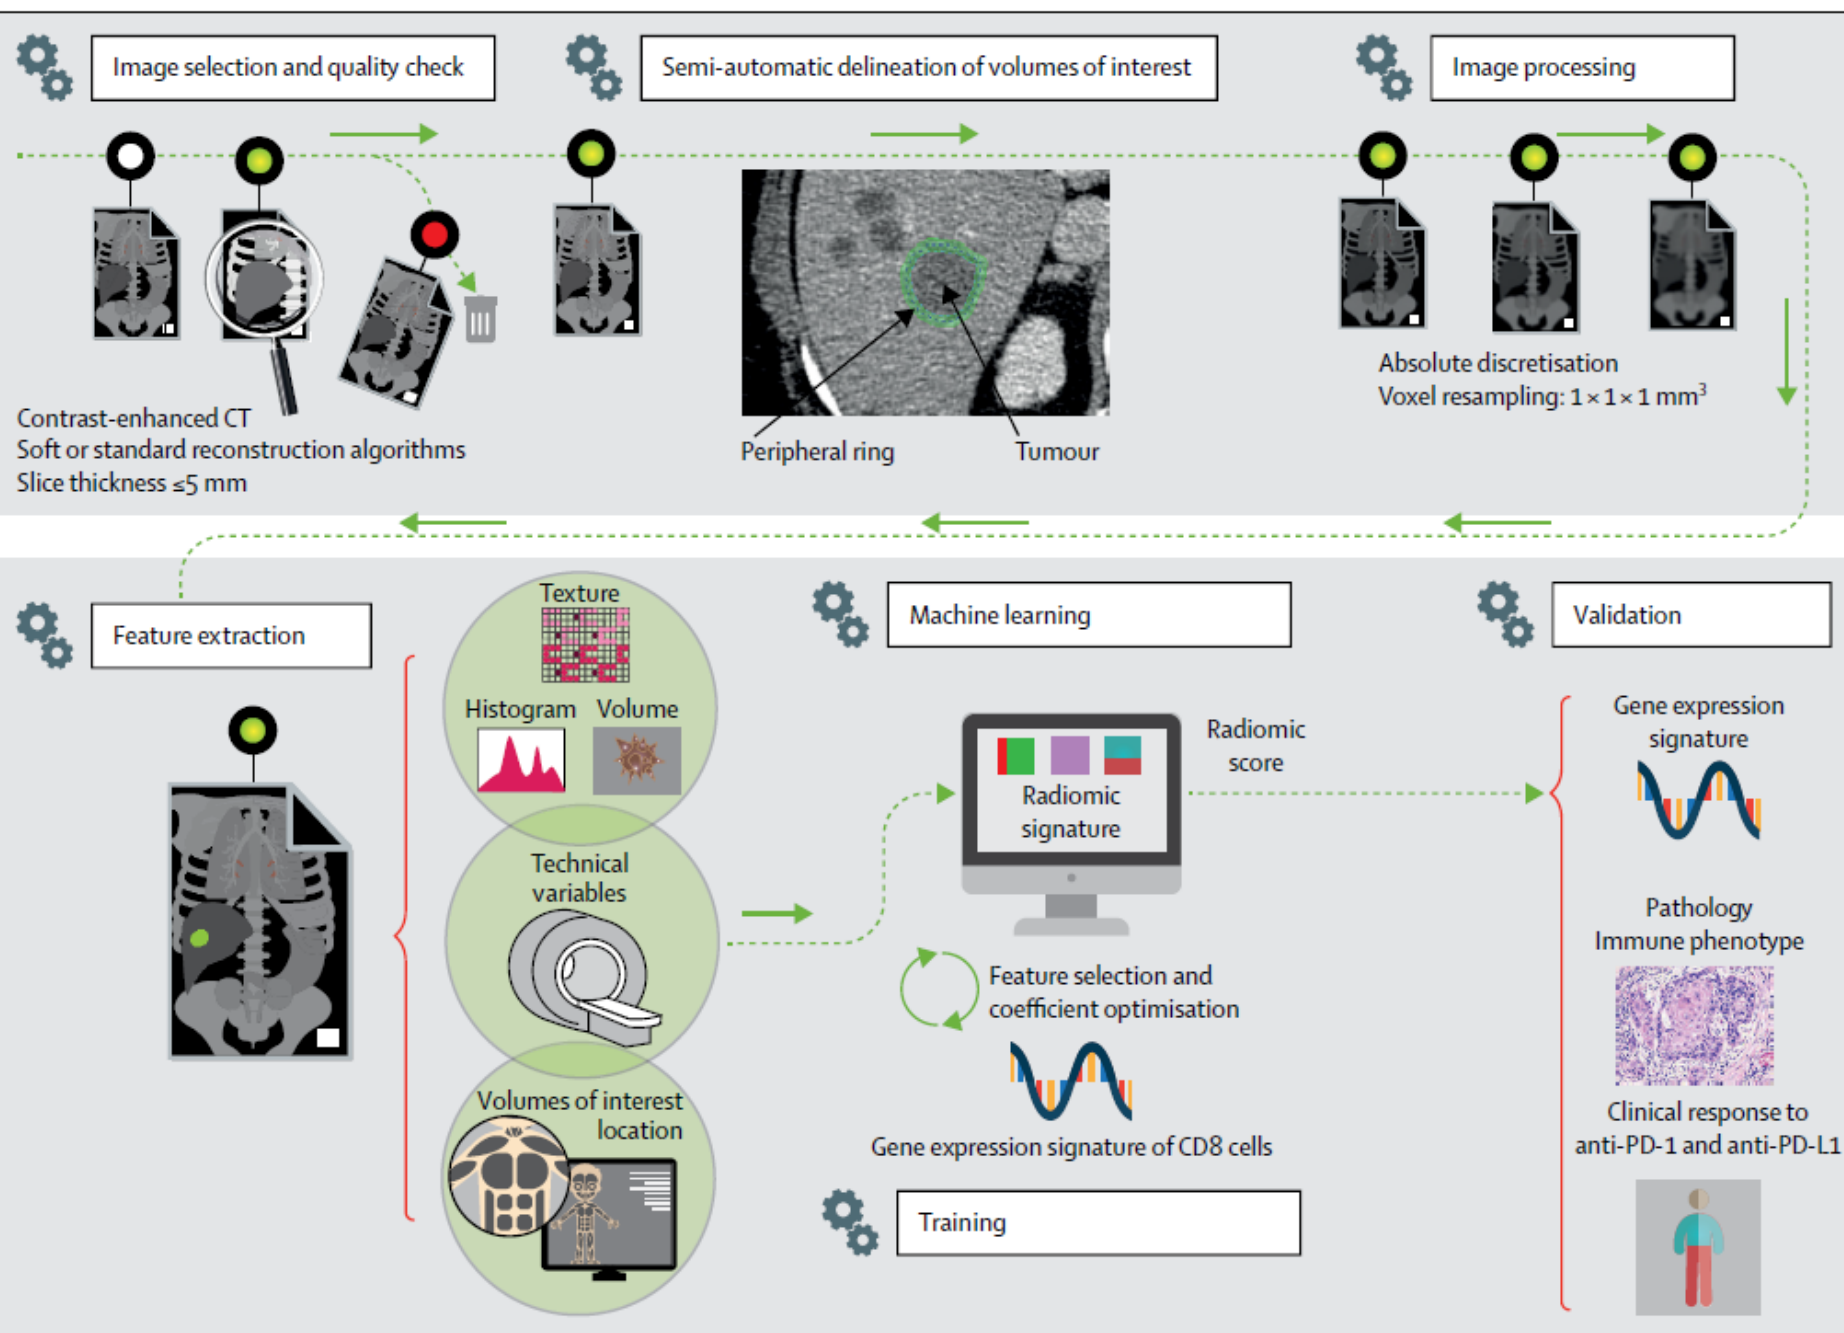 Image selection and quality check
Semi-automatic delineation of volumes of interest
Image processing
Contrast-enhanced CT
Soft or standard reconstruction algorithms
Slice thickness ≤5 mm
Peripheral ring
Tumour
Absolute discretisation
Voxel resampling: 1 × 1 × 1 mm³
Feature extraction
Texture
Histogram
Volume
Technical
variables
Volumes of interest
location
Machine learning
Radiomic
signature
Radiomic
score
Feature selection and
coefficient optimisation
Gene expression signature of CD8 cells
Training
Validation
Gene expression
signature
Pathology
Immune phenotype
Clinical response to
anti-PD-1 and anti-PD-L1